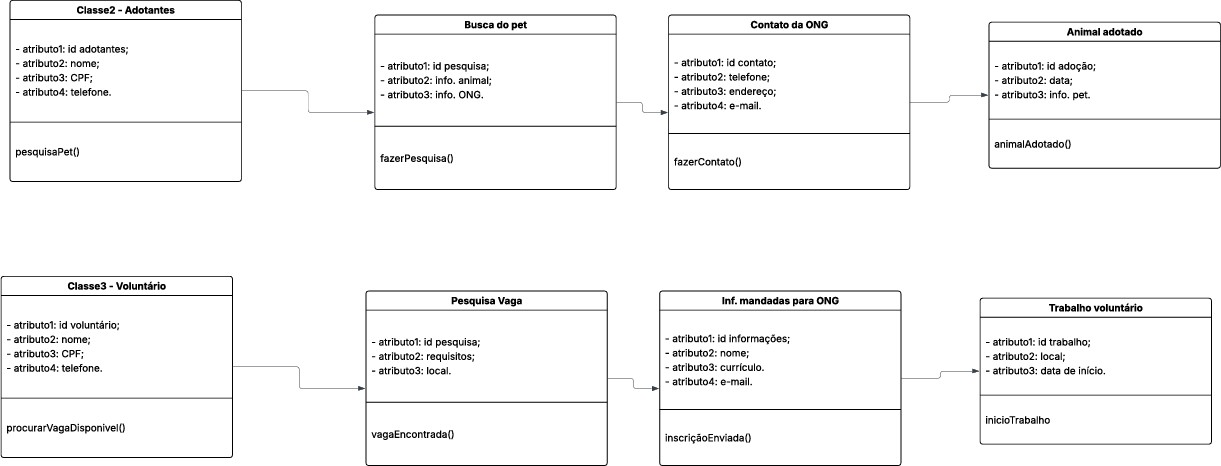 Classe2 - Adotantes
- atributo1: id adotantes;
- atributo2: nome;
- atributo3: CPF;
- atributo4: telefone.
pesquisaPet()
Busca do pet
- atributo1: id pesquisa;
- atributo2: info. animal;
- atributo3: info. ONG.
fazerPesquisa()
Contato da ONG
- atributo1: id contato;
- atributo2: telefone;
- atributo3: endereço;
- atributo4: e-mail.
fazerContato()
Animal adotado
- atributo1: id adoção;
- atributo2: data;
- atributo3: info. pet.
animalAdotado()
Classe3 - Voluntário
- atributo1: id voluntário;
- atributo2: nome;
- atributo3: CPF;
- atributo4: telefone.
procurarVagaDisponivel()
Pesquisa Vaga
- atributo1: id pesquisa;
- atributo2: requisitos;
- atributo3: local.
vagaEncontrada()
Inf. mandadas para ONG
- atributo1: id informações;
- atributo2: nome;
- atributo3: currículo.
- atributo4: e-mail.
inscriçãoEnviada()
Trabalho voluntário
- atributo1: id trabalho;
- atributo2: local;
- atributo3: data de início.
inicioTrabalho